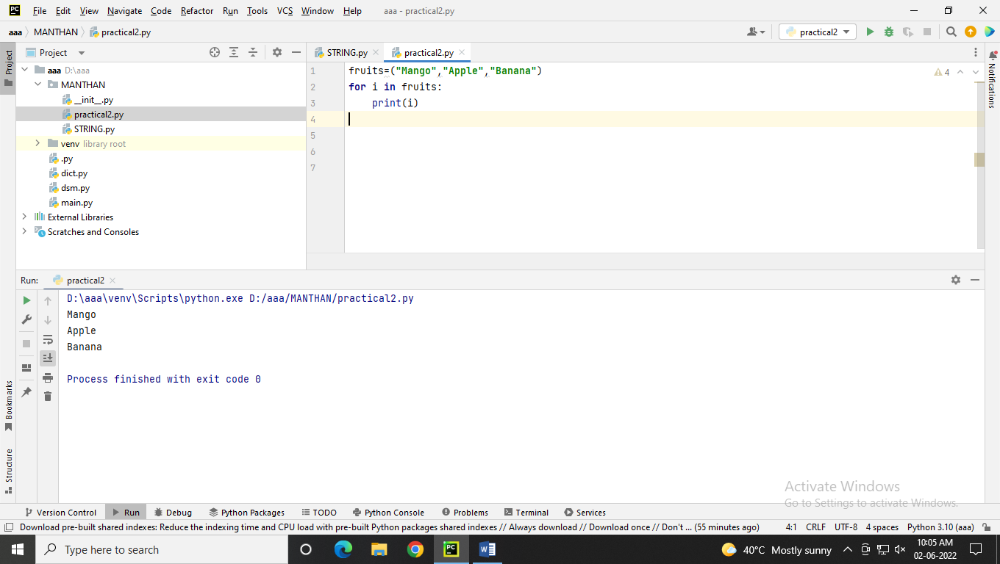 PC File Edit View Navigate Code Refactor Run Tools VCS Window Help aaa - practical2.py
aaa MANTHAN practical2.py practical2
Project
Project
aaa D:\aaa
MANTHAN
__init__.py
practical2.py
STRING.py
venv library root
.py
dict.py
dsm.py
main.py
External Libraries
Scratches and Consoles
STRING.py practical2.py
1 fruits=("Mango","Apple","Banana")
2 for i in fruits:
3 print(i)
4
5
6
7
4
Notifications
Run: practical2
D:\aaa\venv\Scripts\python.exe D:/aaa/MANTHAN/practical2.py
Mango
Apple
Banana
Process finished with exit code 0
Bookmarks
Structure
Activate Windows
Go to Settings to activate Windows.
Version Control Run Debug Python Packages TODO Python Console Problems Terminal Services
Download pre-built shared indexes: Reduce the indexing time and CPU load with pre-built Python packages shared indexes // Always download // Download once // Don't ... (55 minutes ago) 4:1 CRLF UTF-8 4 spaces Python 3.10 (aaa)
Type here to search PC W 40°C Mostly sunny 10:05 AM
02-06-2022